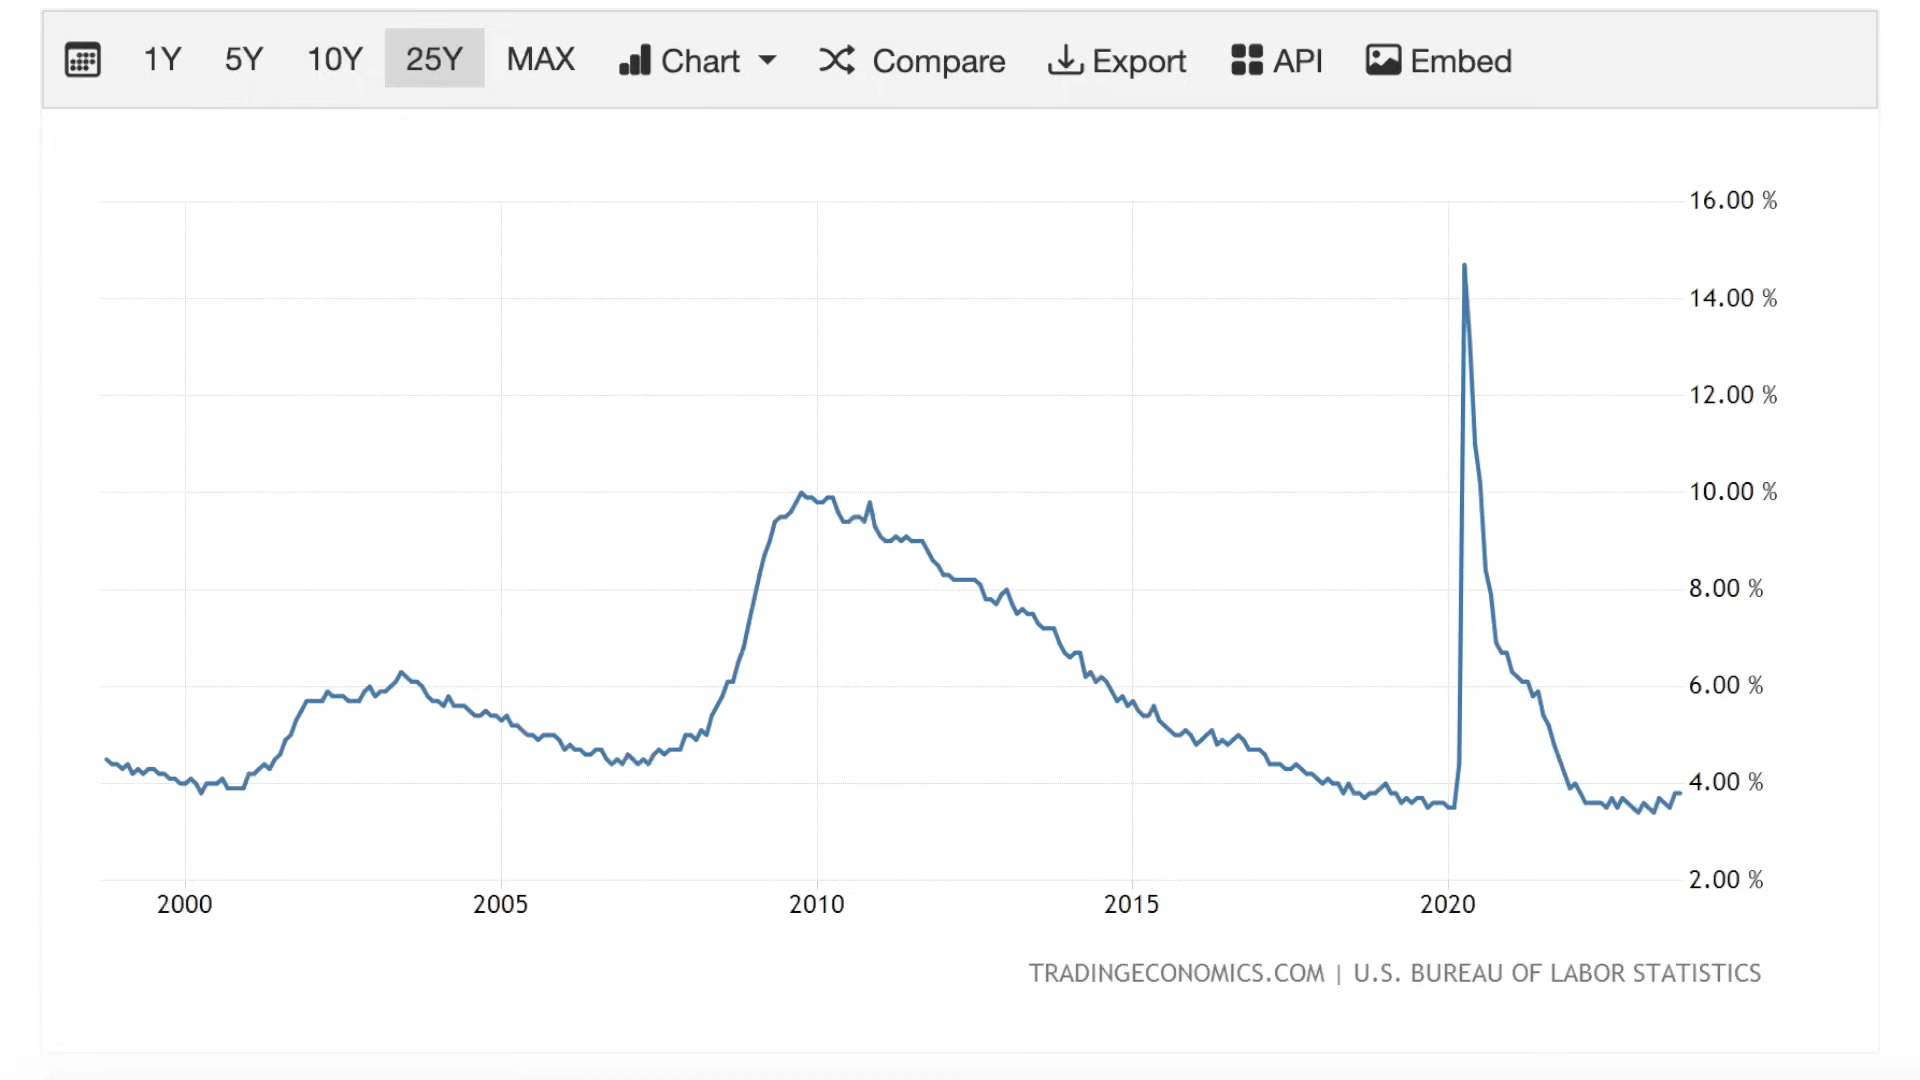 1Y 5Y 10Y 25Y MAX Chart Compare Export API Embed
16.00 %
14.00 %
12.00 %
10.00 %
8.00 %
6.00 %
4.00 %
2.00 %
2000 2005 2010 2015 2020
TRADINGECONOMICS.COM | U.S. BUREAU OF LABOR STATISTICS